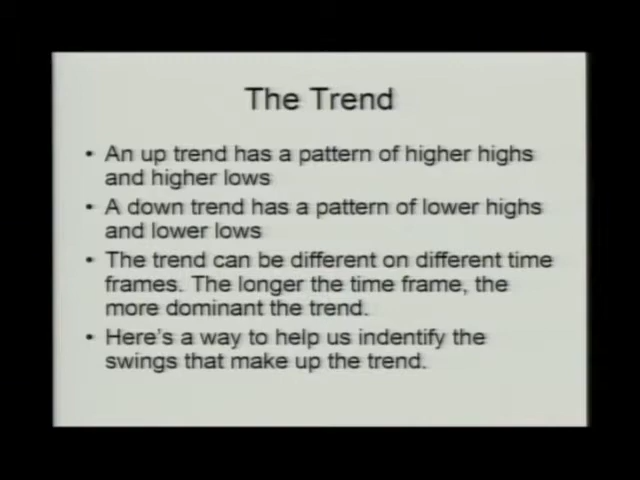 The Trend
• An up trend has a pattern of higher highs
and higher lows
• A down trend has a pattern of lower highs
and lower lows
• The trend can be different on different time
frames. The longer the time frame, the
more dominant the trend.
• Here's a way to help us indentify the
swings that make up the trend.